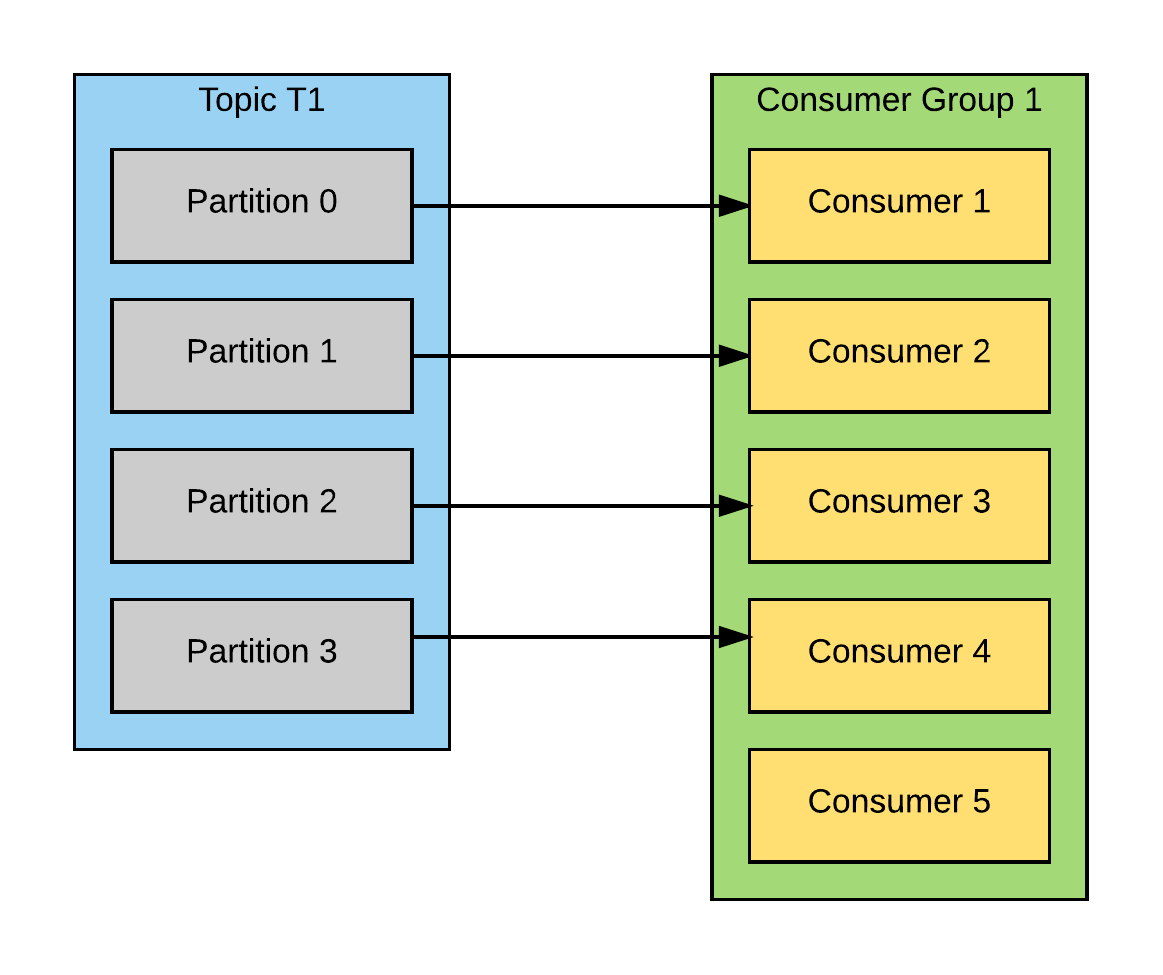 Topic T1
Partition 0
Partition 1
Partition 2
Partition 3
Consumer Group 1
Consumer 1
Consumer 2
Consumer 3
Consumer 4
Consumer 5